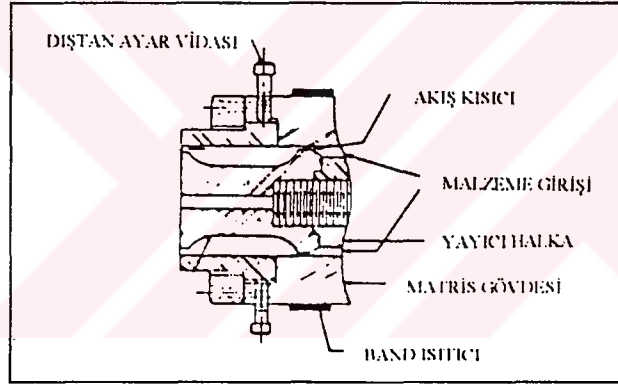 DIŞTAN AYAR VİDASI
AKIŞ KISICI
MALZEME GİRİŞİ
YAYICI HALKA
MATRİS GÖVDESİ
BAND ISITICI